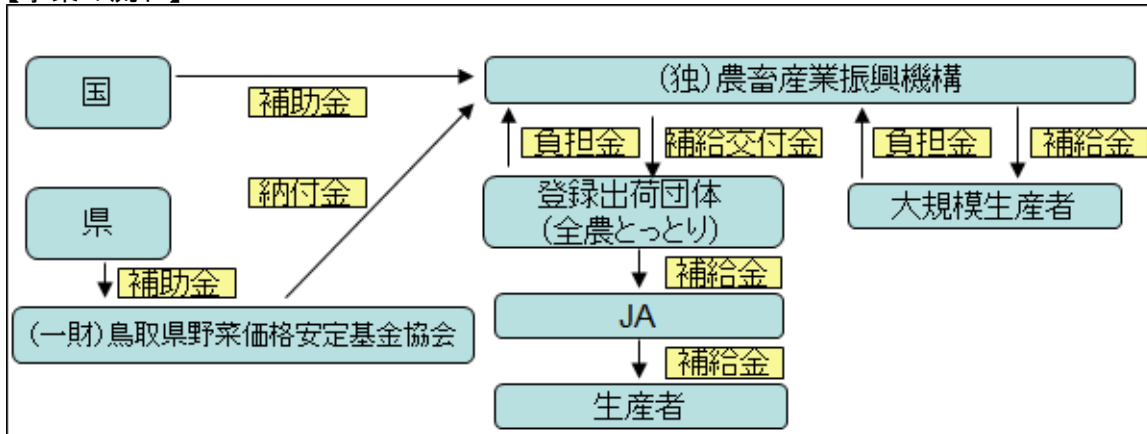 国
補助金
(独)農畜産業振興機構
負担金
補給交付金
負担金
補給金
納付金
県
登録出荷団体
(全農とっとり)
大規模生産者
補助金
補給金
(一財)鳥取県野菜価格安定基金協会
JA
補給金
生産者